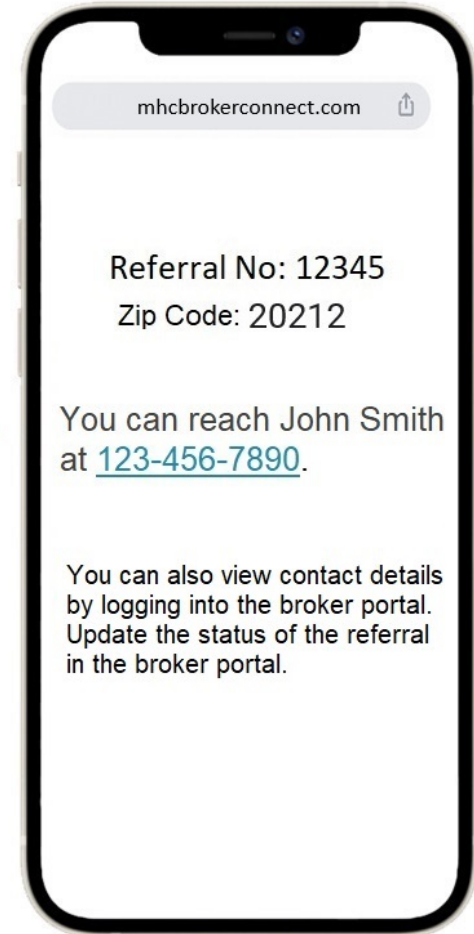 mhcbrokerconnect.com
Referral No: 12345
Zip Code: 20212
You can reach John Smith
at 123-456-7890.
You can also view contact details
by logging into the broker portal.
Update the status of the referral
in the broker portal.